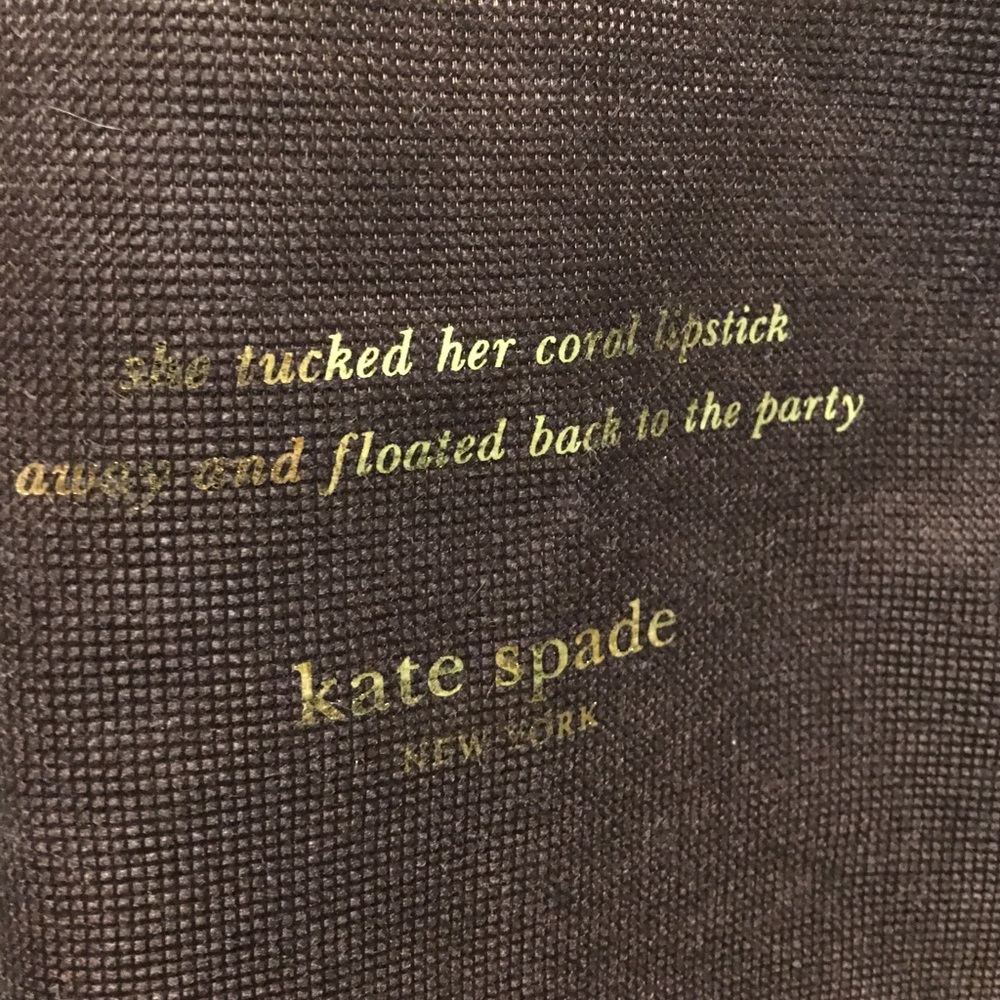 she tucked her coral lipstick
away and floated back to the party
kate spade
NEW YORK